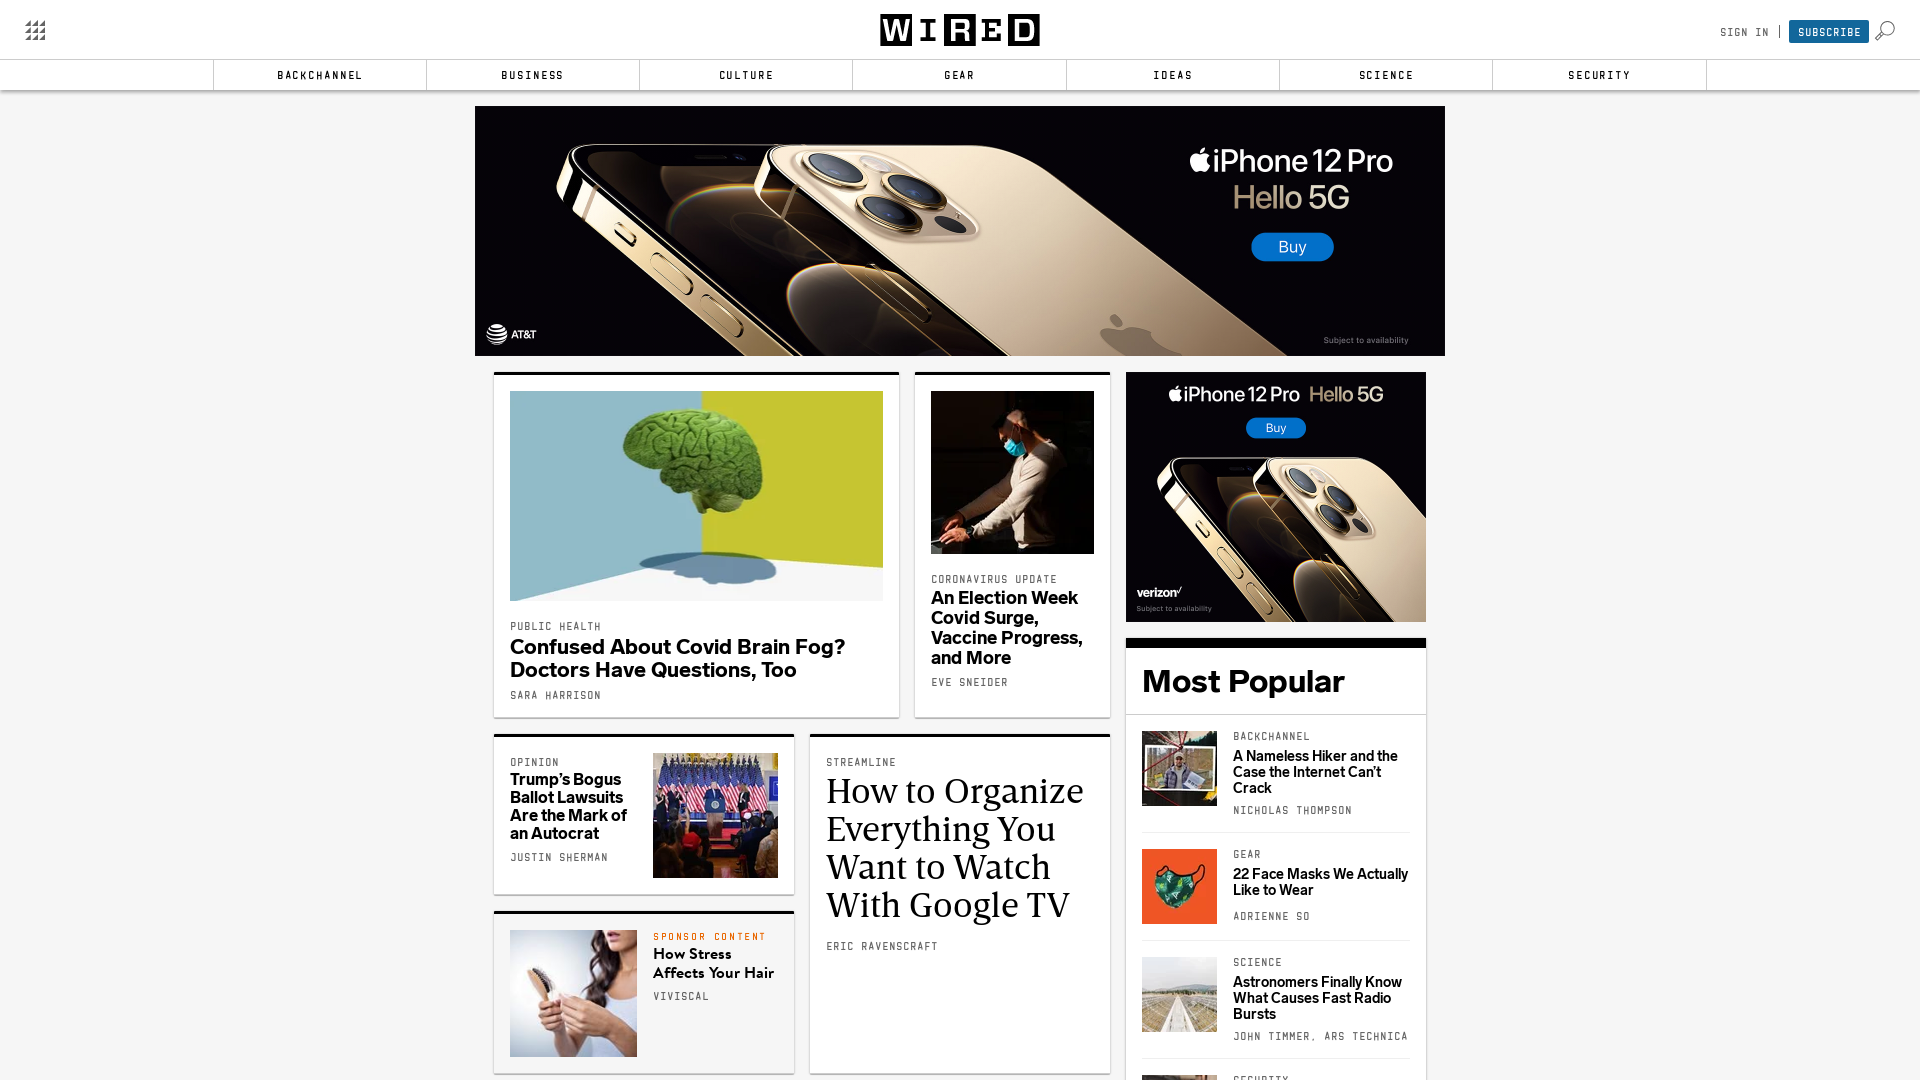 WIRED
SIGN IN
SUBSCRIBE
BACKCHANNEL
BUSINESS
CULTURE
GEAR
IDEAS
SCIENCE
SECURITY
iPhone 12 Pro
Hello 5G
Buy
AT&T
Subject to availability
PUBLIC HEALTH
Confused About Covid Brain Fog?
Doctors Have Questions, Too
SARA HARRISON
CORONAVIRUS UPDATE
An Election Week
Covid Surge,
Vaccine Progress,
and More
EVE SNEIDER
iPhone 12 Pro Hello 5G
Buy
verizon
Subject to availability
OPINION
Trump's Bogus
Ballot Lawsuits
Are the Mark of
an Autocrat
JUSTIN SHERMAN
SPONSOR CONTENT
How Stress
Affects Your Hair
VIVISCAL
STREAMLINE
How to Organize
Everything You
Want to Watch
With Google TV
ERIC RAVENSCRAFT
Most Popular
BACKCHANNEL
A Nameless Hiker and the
Case the Internet Can't
Crack
NICHOLAS THOMPSON
GEAR
22 Face Masks We Actually
Like to Wear
ADRIENNE SO
SCIENCE
Astronomers Finally Know
What Causes Fast Radio
Bursts
JOHN TIMMER, ARS TECHNICA
SECURITY